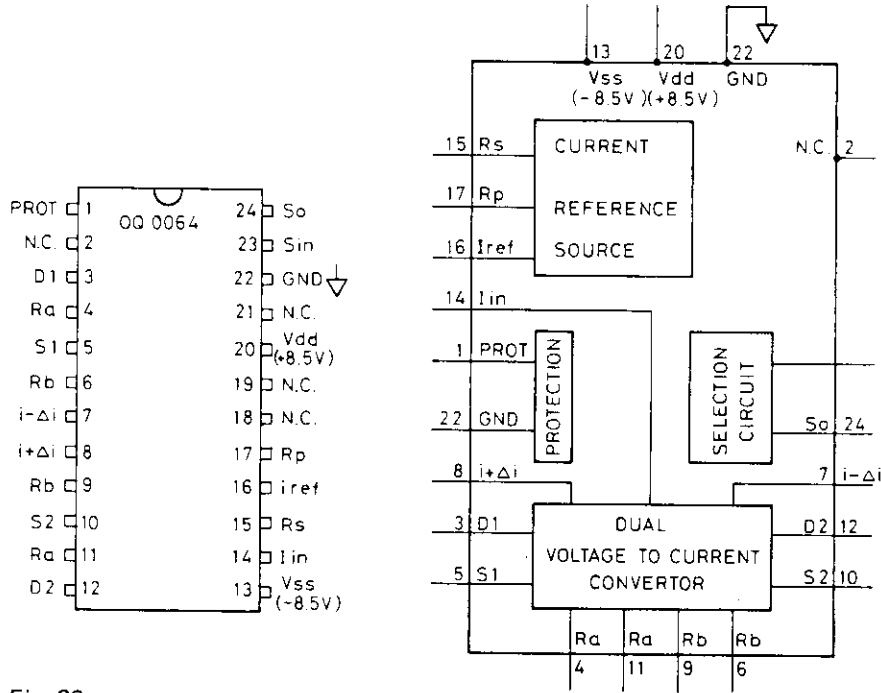 OQ 0064
PROT 1
N.C. 2
D1 3
Ra 4
S1 5
Rb 6
i-Δi 7
i+Δi 8
Rb 9
S2 10
Ra 11
D2 12
24 So
23 Sin
22 GND
21 N.C.
20 Vdd
(+8.5V)
19 N.C.
18 N.C.
17 Rp
16 iref
15 Rs
14 Iin
13 Vss
(-8.5V)
13 20 22
Vss Vdd GND
(-8.5V) (+8.5V)
15 Rs
17 Rp
16 Iref
CURRENT
REFERENCE
SOURCE
N.C. 2
14 Iin
1 PROT
22 GND
PROTECTION
SELECTION
CIRCUIT
So 24
8 i+Δi
7 i-Δi
3 D1
5 S1
DUAL
VOLTAGE TO CURRENT
CONVERTOR
D2 12
S2 10
Ra Ra Rb Rb
4 11 9 6